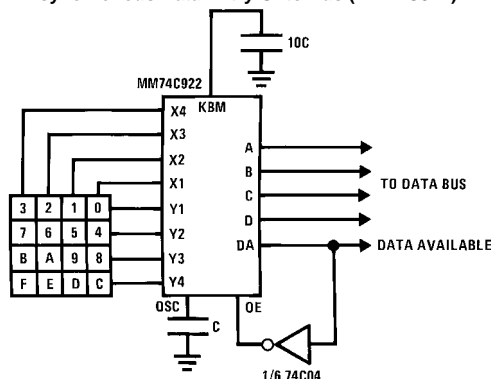 10C
MM74C922
KBM
X4
X3
X2
X1
Y1
Y2
Y3
Y4
A
B
C
D
DA
TO DATA BUS
DATA AVAILABLE
3 2 1 0
7 6 5 4
B A 9 8
F E D C
OSC
OE
C
1/6 74C04